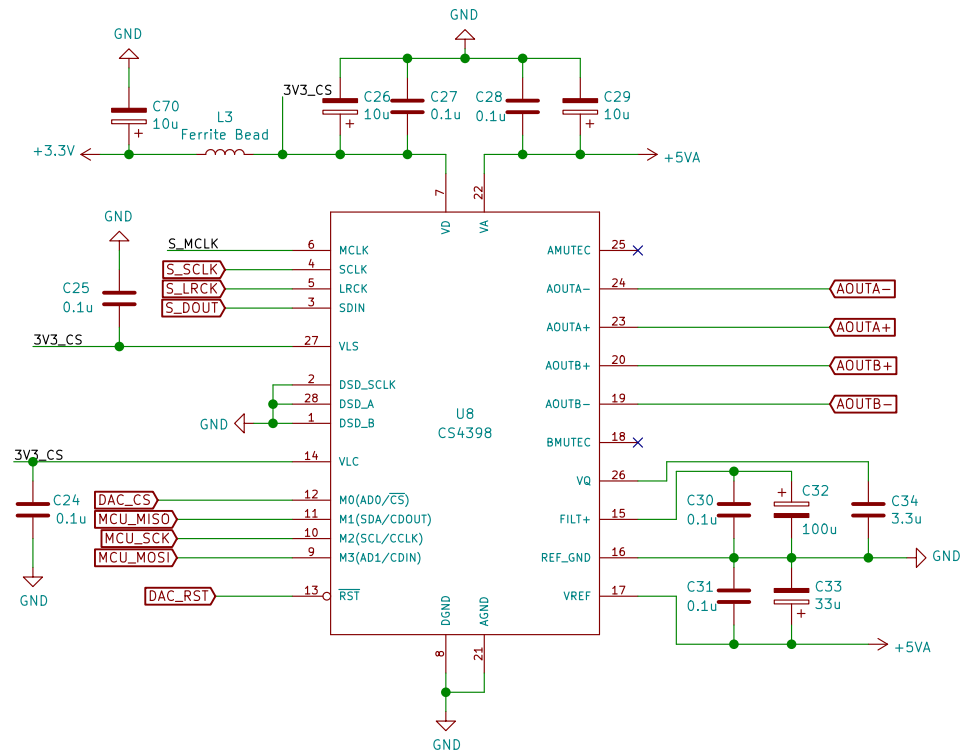 GND
GND
C70
10u
L3
Ferrite Bead
3V3_CS
C26
10u
C27
0.1u
C28
0.1u
C29
10u
+3.3V
+5VA
7
22
VD
VA
GND
C25
0.1u
S_MCLK
6
MCLK
S_SCLK
4
SCLK
S_LRCK
5
LRCK
S_DOUT
3
SDIN
3V3_CS
27
VLS
2
DSD_SCLK
28
DSD_A
GND
1
DSD_B
3V3_CS
14
VLC
C24
0.1u
GND
DAC_CS
12
M0(AD0/CS)
MCU_MISO
11
M1(SDA/CDOUT)
MCU_SCK
10
M2(SCL/CCLK)
MCU_MOSI
9
M3(AD1/CDIN)
DAC_RST
13
RST
U8
CS4398
AMUTEC
25
AOUTA-
24
AOUTA-
AOUTA+
23
AOUTA+
AOUTB+
20
AOUTB+
AOUTB-
19
AOUTB-
BMUTEC
18
VQ
26
FILT+
15
REF_GND
16
VREF
17
C30
0.1u
C32
100u
C34
3.3u
GND
C31
0.1u
C33
33u
+5VA
DGND
AGND
8
21
GND